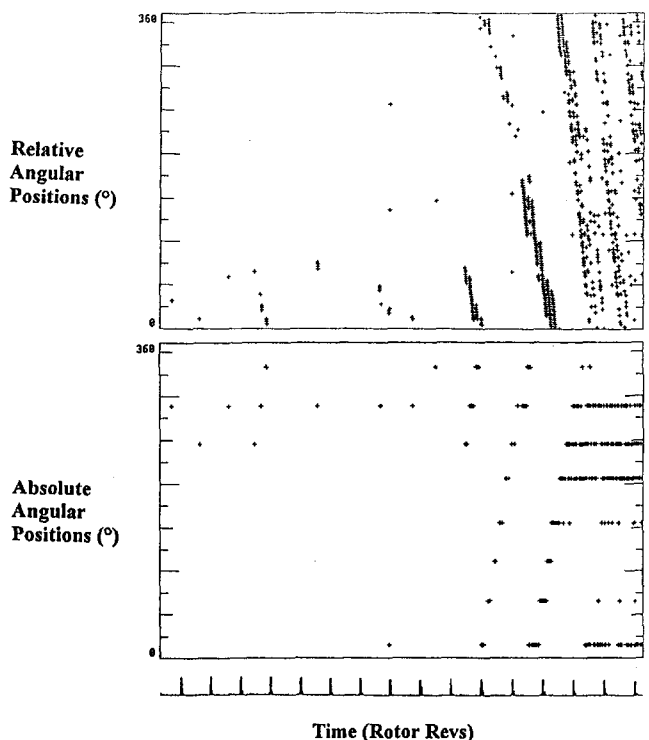 360
Relative
Angular
Positions (°)
0
360
Absolute
Angular
Positions (°)
0
Time (Rotor Revs)